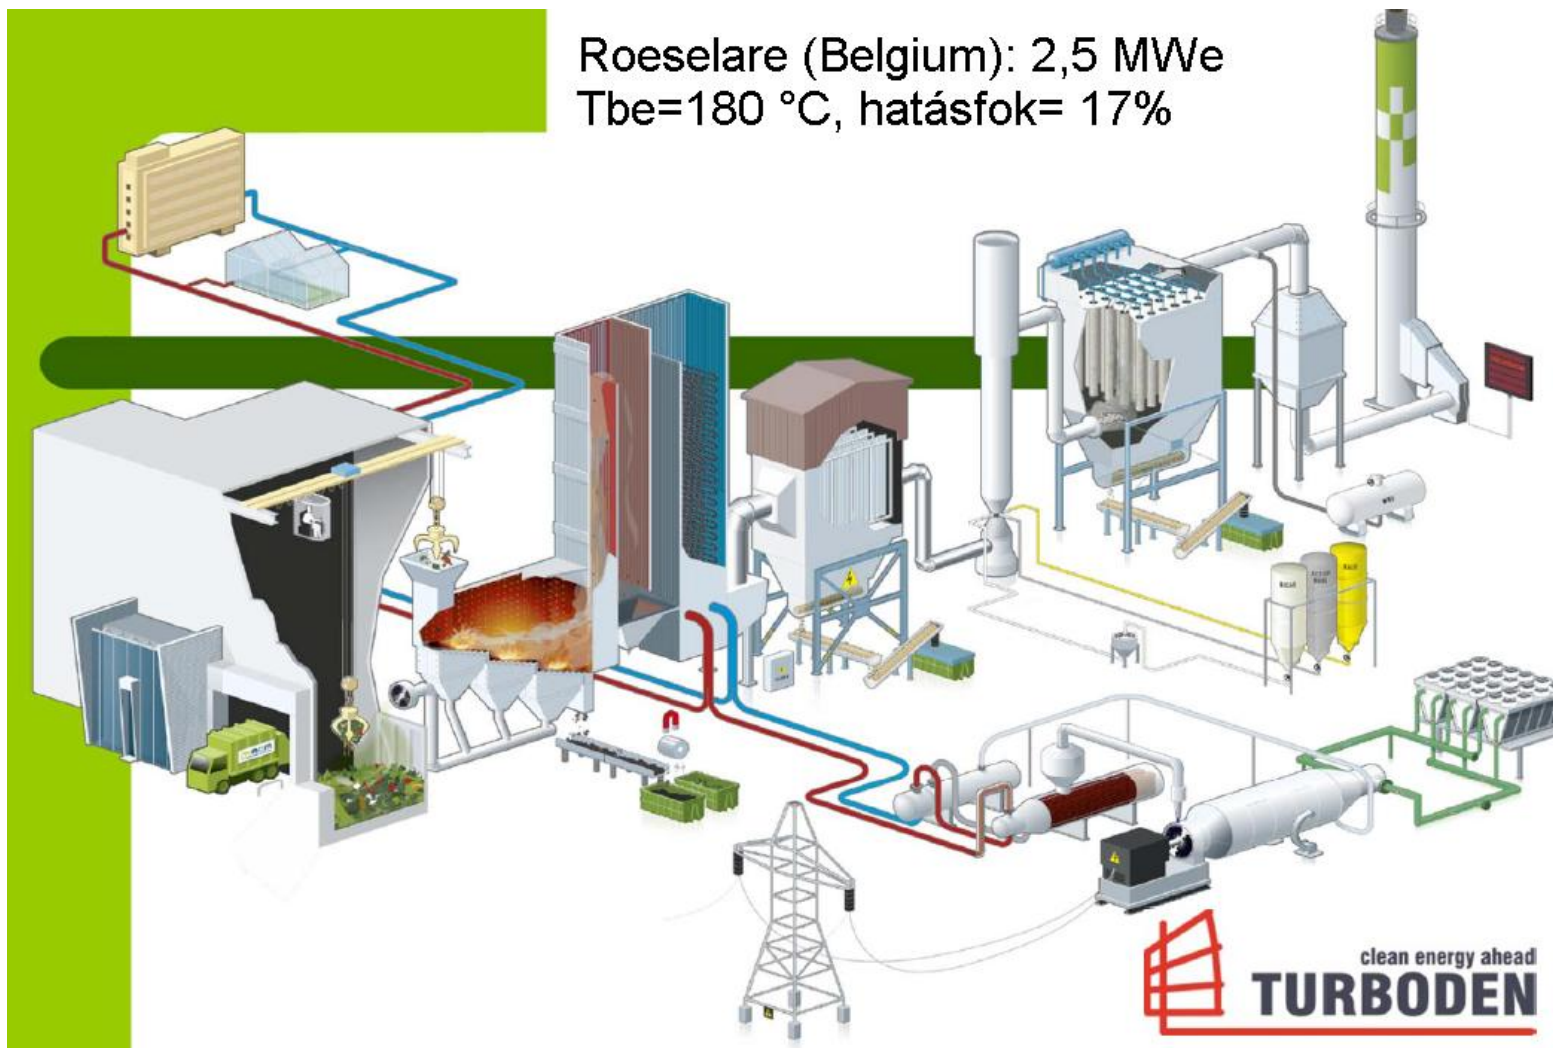 Roeselare (Belgium): 2,5 MWe
Tbe=180 °C, hatásfok= 17%
clean energy ahead
TURBODEN